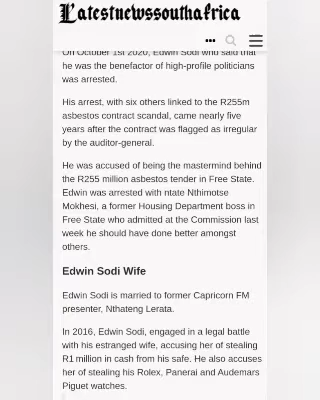 Latestnewssouthafrica
On October 1st 2020, Edwin Sodi who said that
he was the benefactor of high-profile politicians
was arrested.
His arrest, with six others linked to the R255m
asbestos contract scandal, came nearly five
years after the contract was flagged as irregular
by the auditor-general.
He was accused of being the mastermind behind
the R255 million asbestos tender in Free State.
Edwin was arrested with ntate Nthimotse
Mokhesi, a former Housing Department boss in
Free State who admitted at the Commission last
week he should have done better amongst
others.
Edwin Sodi Wife
Edwin Sodi is married to former Capricorn FM
presenter, Nthateng Lerata.
In 2016, Edwin Sodi, engaged in a legal battle
with his estranged wife, accusing her of stealing
R1 million in cash from his safe. He also accuses
her of stealing his Rolex, Panerai and Audemars
Piguet watches.